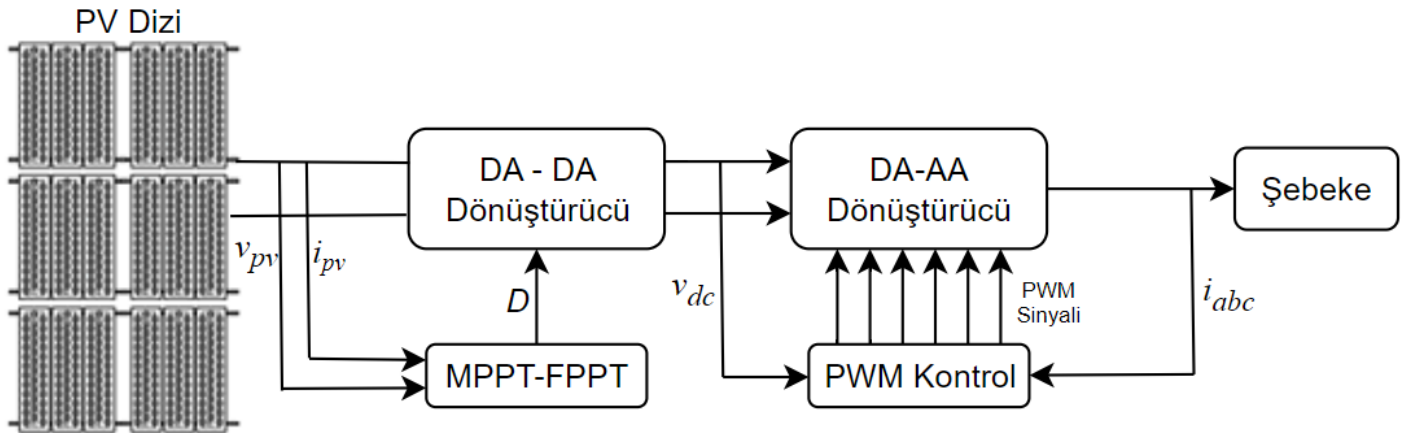 PV Dizi
DA - DA
Dönüştürücü
DA-AA
Dönüştürücü
Şebeke
v_pv
i_pv
D
v_dc
PWM
Sinyali
i_abc
MPPT-FPPT
PWM Kontrol